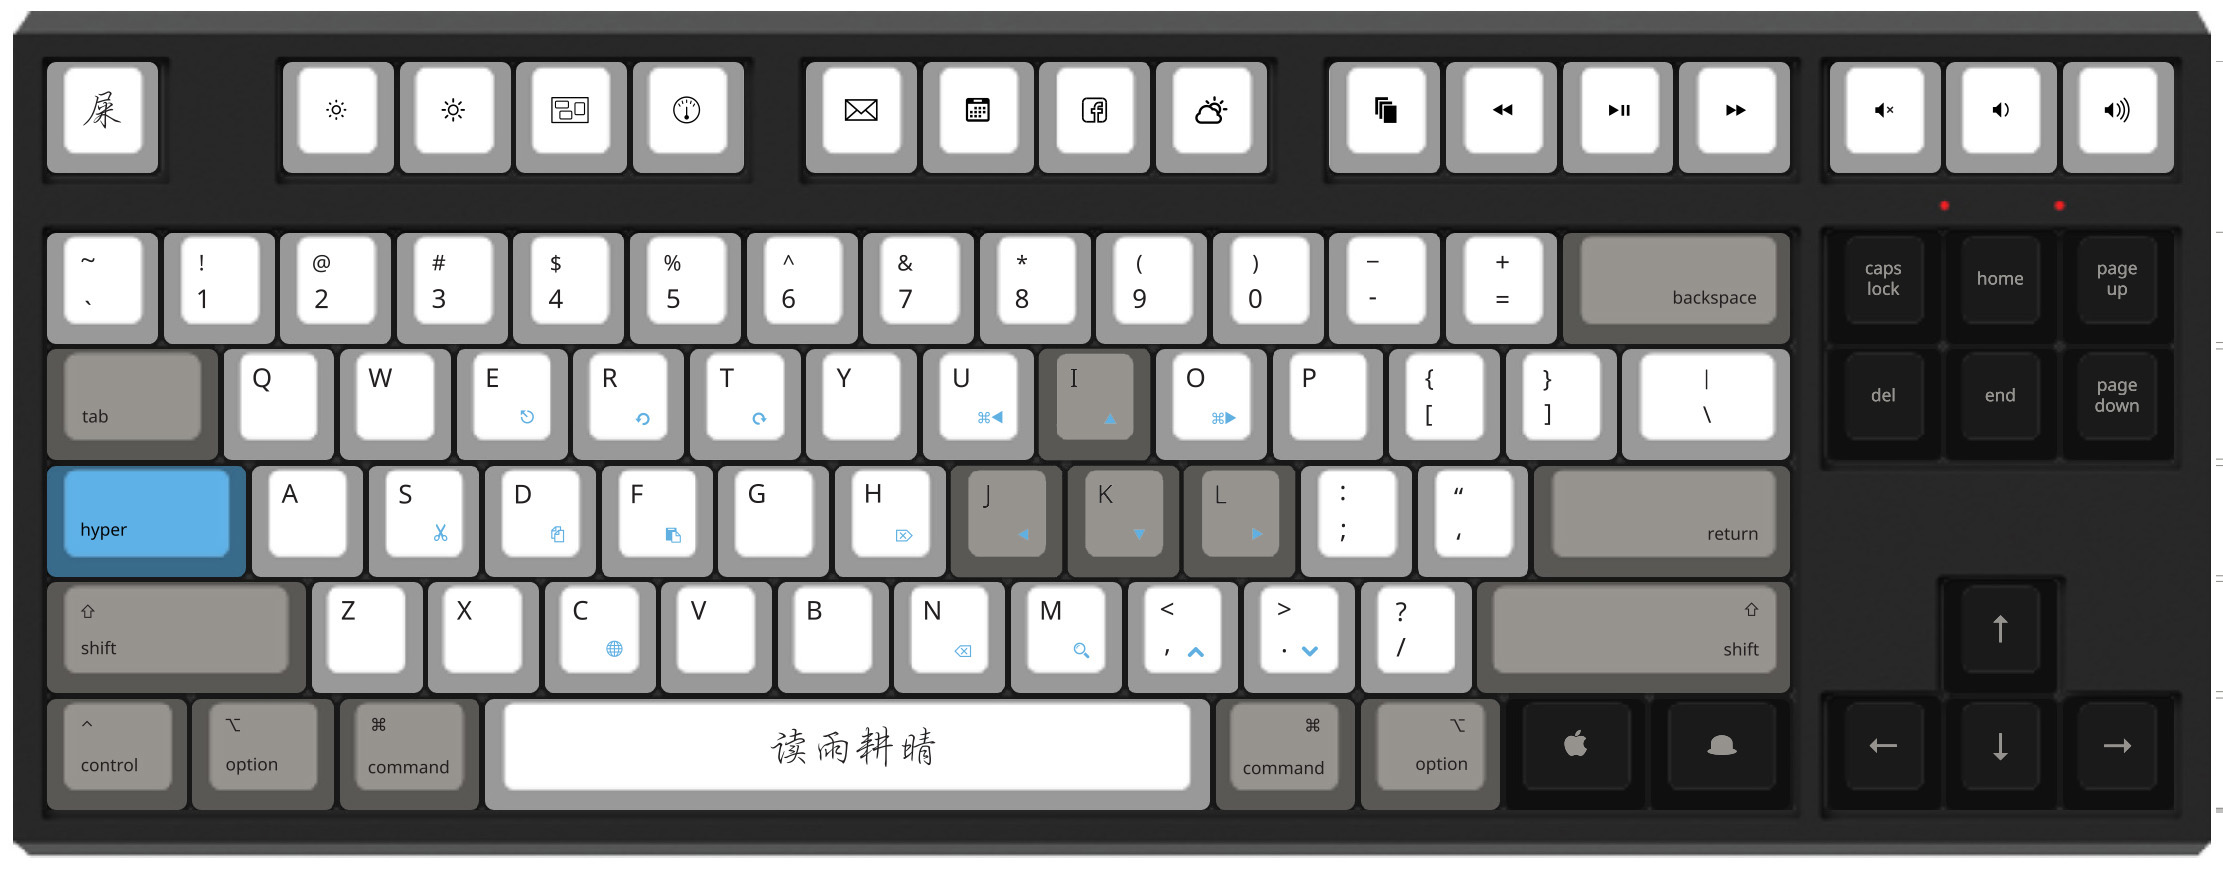 屎
~ ! @ # $ % ^ & * ( ) _ +
` 1 2 3 4 5 6 7 8 9 0 - = backspace
caps lock home page up
tab Q W E R T Y U ⌘ I O ⌘ P { [ } ] | \
del end page down
hyper A S D F G H J K L : ; “ ‘ return
⇧ shift Z X C V B N M < , > . ? / ⇧ shift
↑
^ control ⌥ option ⌘ command 读雨耕晴 ⌘ command ⌥ option
← ↓ →